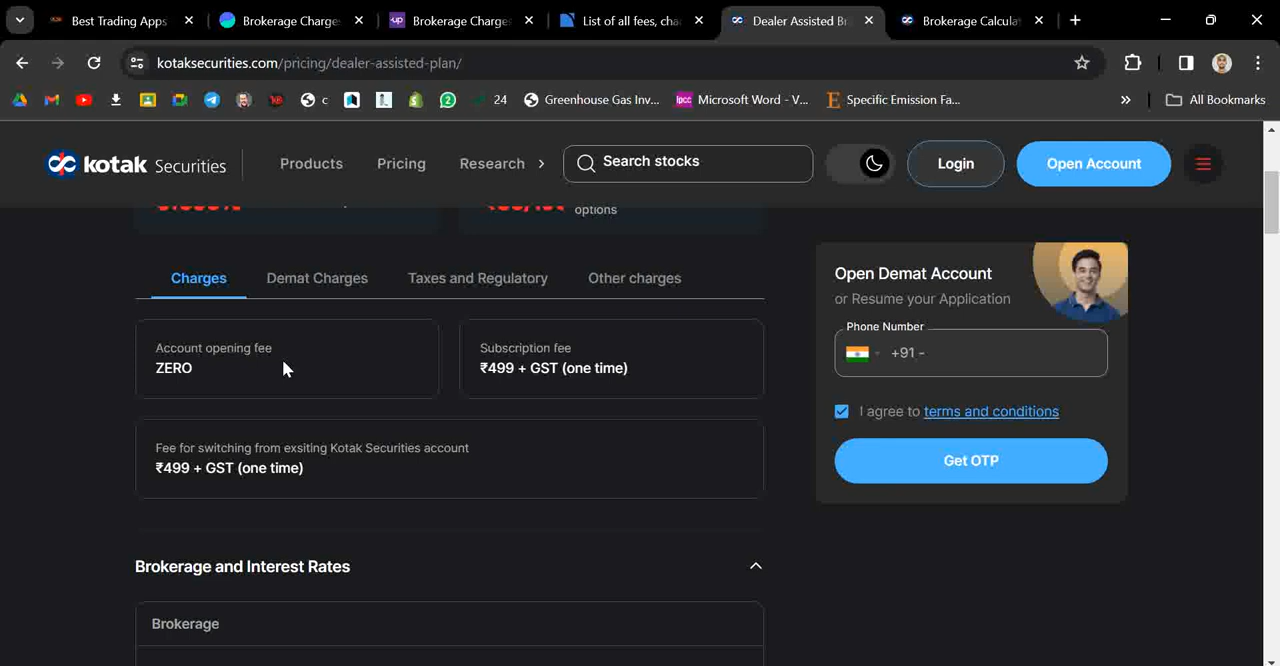 Best Trading Apps
Brokerage Charge
Brokerage Charge
List of all fees, cha
Dealer Assisted B
Brokerage Calculat
kotaksecurities.com/pricing/dealer-assisted-plan/
c
24
Greenhouse Gas Inv...
Microsoft Word - V...
Specific Emission Fa...
All Bookmarks
kotak Securities
Products
Pricing
Research
Search stocks
Login
Open Account
options
Charges
Demat Charges
Taxes and Regulatory
Other charges
Account opening fee
ZERO
Subscription fee
₹499 + GST (one time)
Fee for switching from exsiting Kotak Securities account
₹499 + GST (one time)
Brokerage and Interest Rates
Brokerage
Open Demat Account
or Resume your Application
Phone Number
+91 -
I agree to terms and conditions
Get OTP